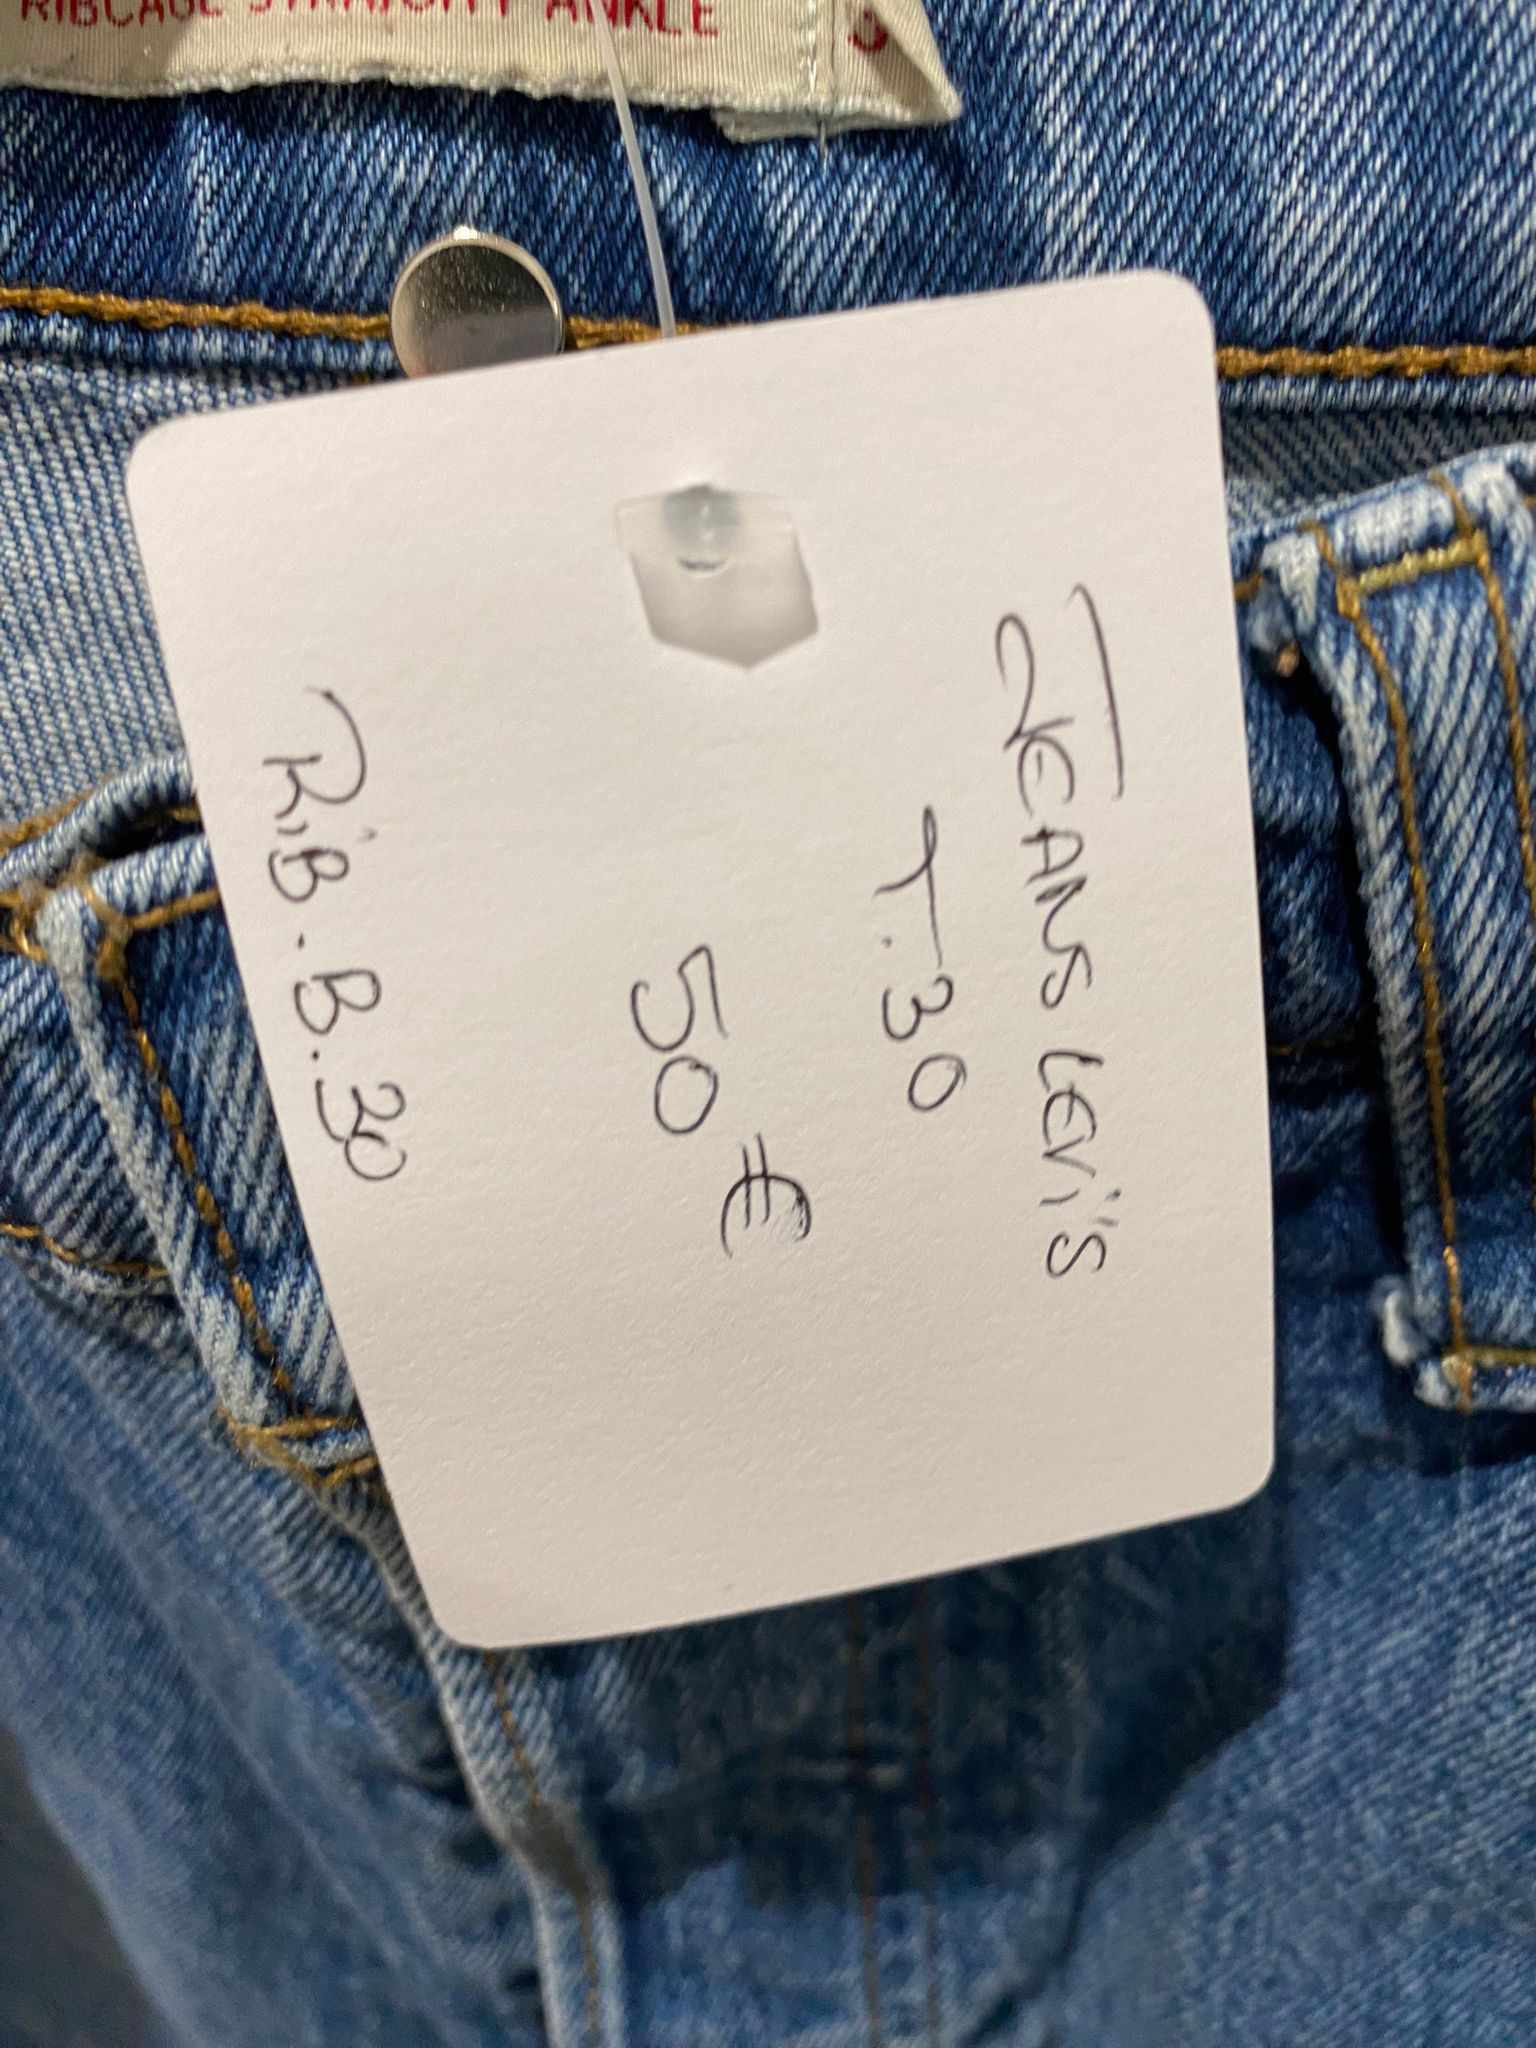 RIBCAGE STRAIGHT ANKLE
JEANS LEVI'S
T.30
50 €
RiB.B.30